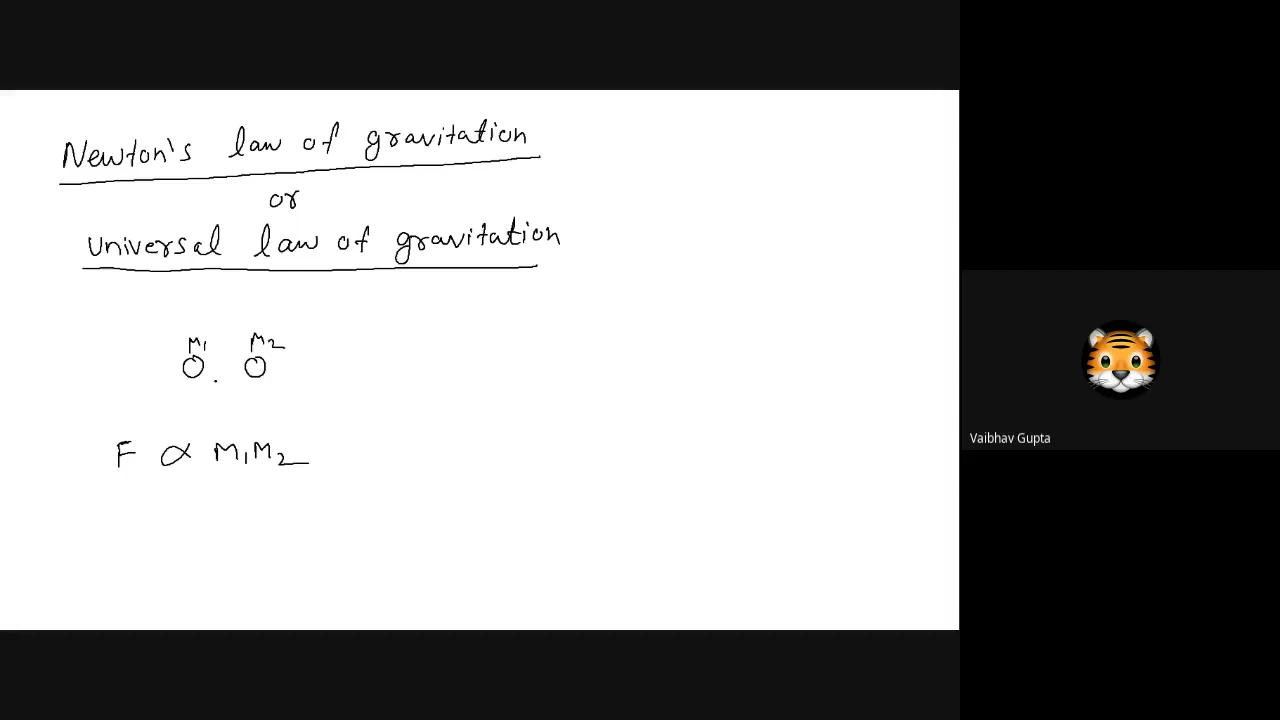 Newton's law of gravitation
or
universal law of gravitation
M1 M2
F ∝ M1M2
Vaibhav Gupta